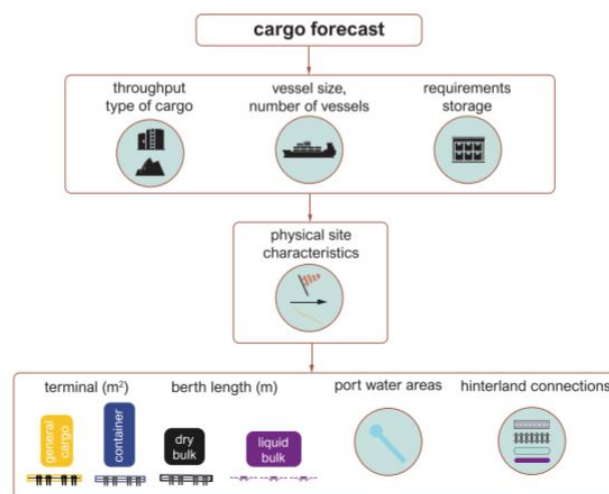 cargo forecast
throughput
type of cargo
vessel size,
number of vessels
requirements
storage
physical site
characteristics
terminal (m²)
berth length (m)
port water areas
hinterland connections
general
cargo
container
dry
bulk
liquid
bulk